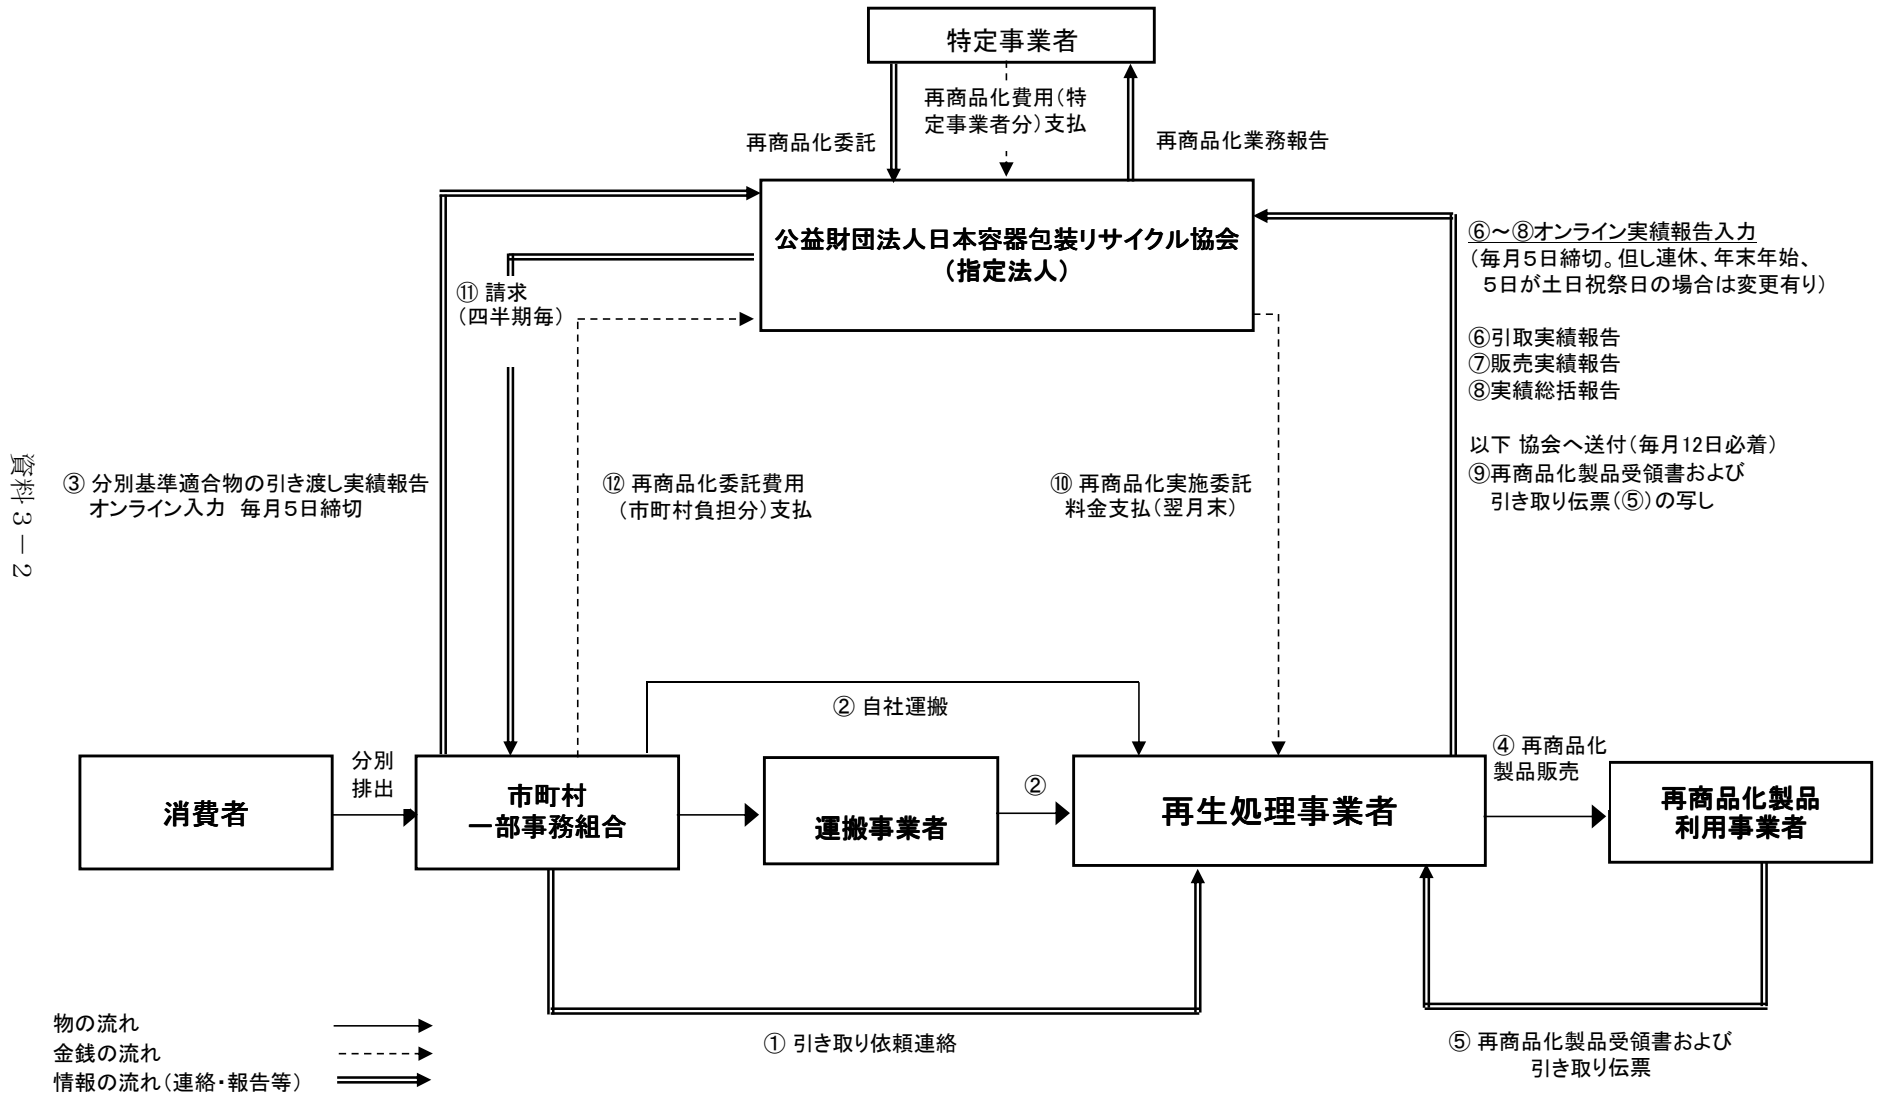 特定事業者
再商品化費用(特
定事業者分)支払
再商品化委託
再商品化業務報告
公益財団法人日本容器包装リサイクル協会
(指定法人)
⑥～⑧オンライン実績報告入力
(毎月5日締切。但し連休、年末年始、
5日が土日祝祭日の場合は変更有り)
⑥引取実績報告
⑦販売実績報告
⑧実績総括報告
以下 協会へ送付(毎月12日必着)
⑨再商品化製品受領書および
引き取り伝票(⑤)の写し
⑪ 請求
(四半期毎)
資料3－2
③ 分別基準適合物の引き渡し実績報告
オンライン入力 毎月5日締切
⑫ 再商品化委託費用
(市町村負担分)支払
⑩ 再商品化実施委託
料金支払(翌月末)
② 自社運搬
消費者
分別
排出
市町村
一部事務組合
運搬事業者
②
再生処理事業者
④ 再商品化
製品販売
再商品化製品
利用事業者
① 引き取り依頼連絡
⑤ 再商品化製品受領書および
引き取り伝票
物の流れ
金銭の流れ
情報の流れ(連絡・報告等)